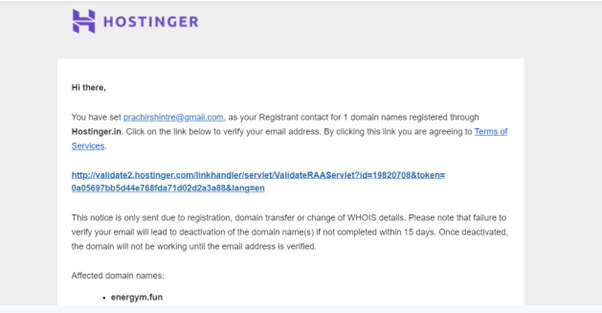 HOSTINGER
Hi there,
You have set prachirshintre@gmail.com, as your Registrant contact for 1 domain names registered through
Hostinger.in. Click on the link below to verify your email address. By clicking this link you are agreeing to Terms of
Services.
http://validate2.hostinger.com/linkhandler/servlet/ValidateRAAServlet?id=19820708&token=
0a05697bb5d44e768fda71d02d2a3a88&lang=en
This notice is only sent due to registration, domain transfer or change of WHOIS details. Please note that failure to
verify your email will lead to deactivation of the domain name(s) if not completed within 15 days. Once deactivated,
the domain will not be working until the email address is verified.
Affected domain names:
• energym.fun